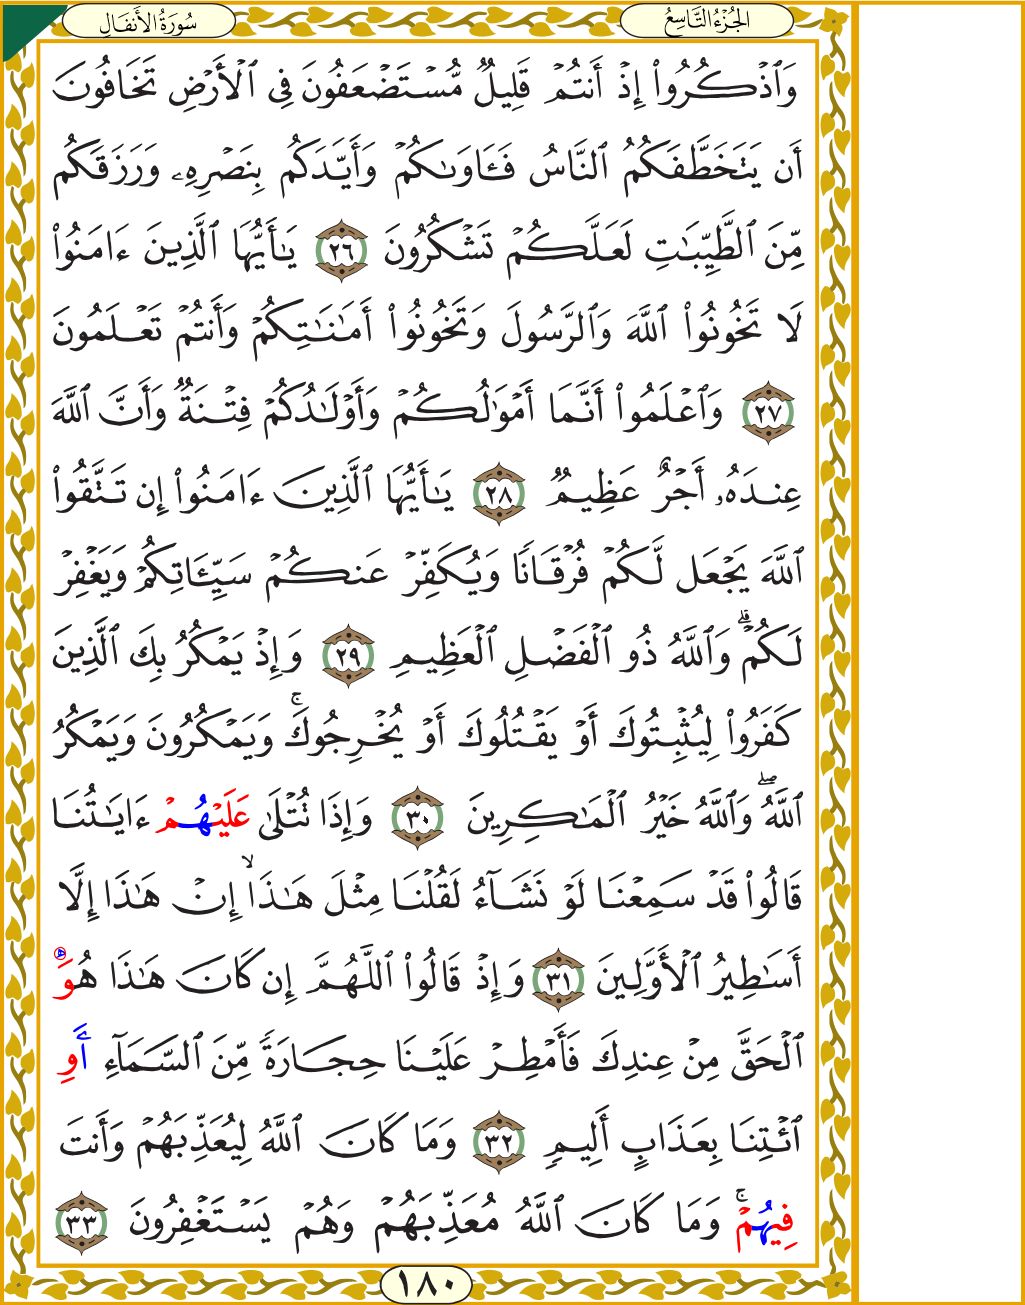 سُورَةُ الأَنفَال
الجُزْءُ التَّاسِعُ
وَٱذۡكُرُوٓاْ إِذۡ أَنتُمۡ قَلِيلٌ مُّسۡتَضۡعَفُونَ فِي ٱلۡأَرۡضِ تَخَافُونَ
أَن يَتَخَطَّفَكُمُ ٱلنَّاسُ فَـَٔاوَىٰكُمۡ وَأَيَّدَكُم بِنَصۡرِهِۦ وَرَزَقَكُم
مِّنَ ٱلطَّيِّبَٰتِ لَعَلَّكُمۡ تَشۡكُرُونَ ٢٦ يَٰٓأَيُّهَا ٱلَّذِينَ ءَامَنُواْ
لَا تَخُونُواْ ٱللَّهَ وَٱلرَّسُولَ وَتَخُونُوٓاْ أَمَٰنَٰتِكُمۡ وَأَنتُمۡ تَعۡلَمُونَ
٢٧ وَٱعۡلَمُوٓاْ أَنَّمَآ أَمۡوَٰلُكُمۡ وَأَوۡلَٰدُكُمۡ فِتۡنَةٞ وَأَنَّ ٱللَّهَ
عِندَهُۥٓ أَجۡرٌ عَظِيمٞ ٢٨ يَٰٓأَيُّهَا ٱلَّذِينَ ءَامَنُوٓاْ إِن تَتَّقُواْ
ٱللَّهَ يَجۡعَل لَّكُمۡ فُرۡقَانٗا وَيُكَفِّرۡ عَنكُمۡ سَيِّـَٔاتِكُمۡ وَيَغۡفِرۡ
لَكُمۡۗ وَٱللَّهُ ذُو ٱلۡفَضۡلِ ٱلۡعَظِيمِ ٢٩ وَإِذۡ يَمۡكُرُ بِكَ ٱلَّذِينَ
كَفَرُواْ لِيُثۡبِتُوكَ أَوۡ يَقۡتُلُوكَ أَوۡ يُخۡرِجُوكَۚ وَيَمۡكُرُونَ وَيَمۡكُرُ
ٱللَّهُۖ وَٱللَّهُ خَيۡرُ ٱلۡمَٰكِرِينَ ٣٠ وَإِذَا تُتۡلَىٰ عَلَيۡهُمۡ ءَايَٰتُنَا
قَالُواْ قَدۡ سَمِعۡنَا لَوۡ نَشَآءُ لَقُلۡنَا مِثۡلَ هَٰذَآۙ إِنۡ هَٰذَآ إِلَّآ
أَسَٰطِيرُ ٱلۡأَوَّلِينَ ٣١ وَإِذۡ قَالُواْ ٱللَّهُمَّ إِن كَانَ هَٰذَا هُوَ
ٱلۡحَقَّ مِنۡ عِندِكَ فَأَمۡطِرۡ عَلَيۡنَا حِجَارَةٗ مِّنَ ٱلسَّمَآءِ أَوِ
ٱئۡتِنَا بِعَذَابٍ أَلِيمٖ ٣٢ وَمَا كَانَ ٱللَّهُ لِيُعَذِّبَهُمۡ وَأَنتَ
فِيهُمۡۚ وَمَا كَانَ ٱللَّهُ مُعَذِّبَهُمۡ وَهُمۡ يَسۡتَغۡفِرُونَ ٣٣
١٨٠